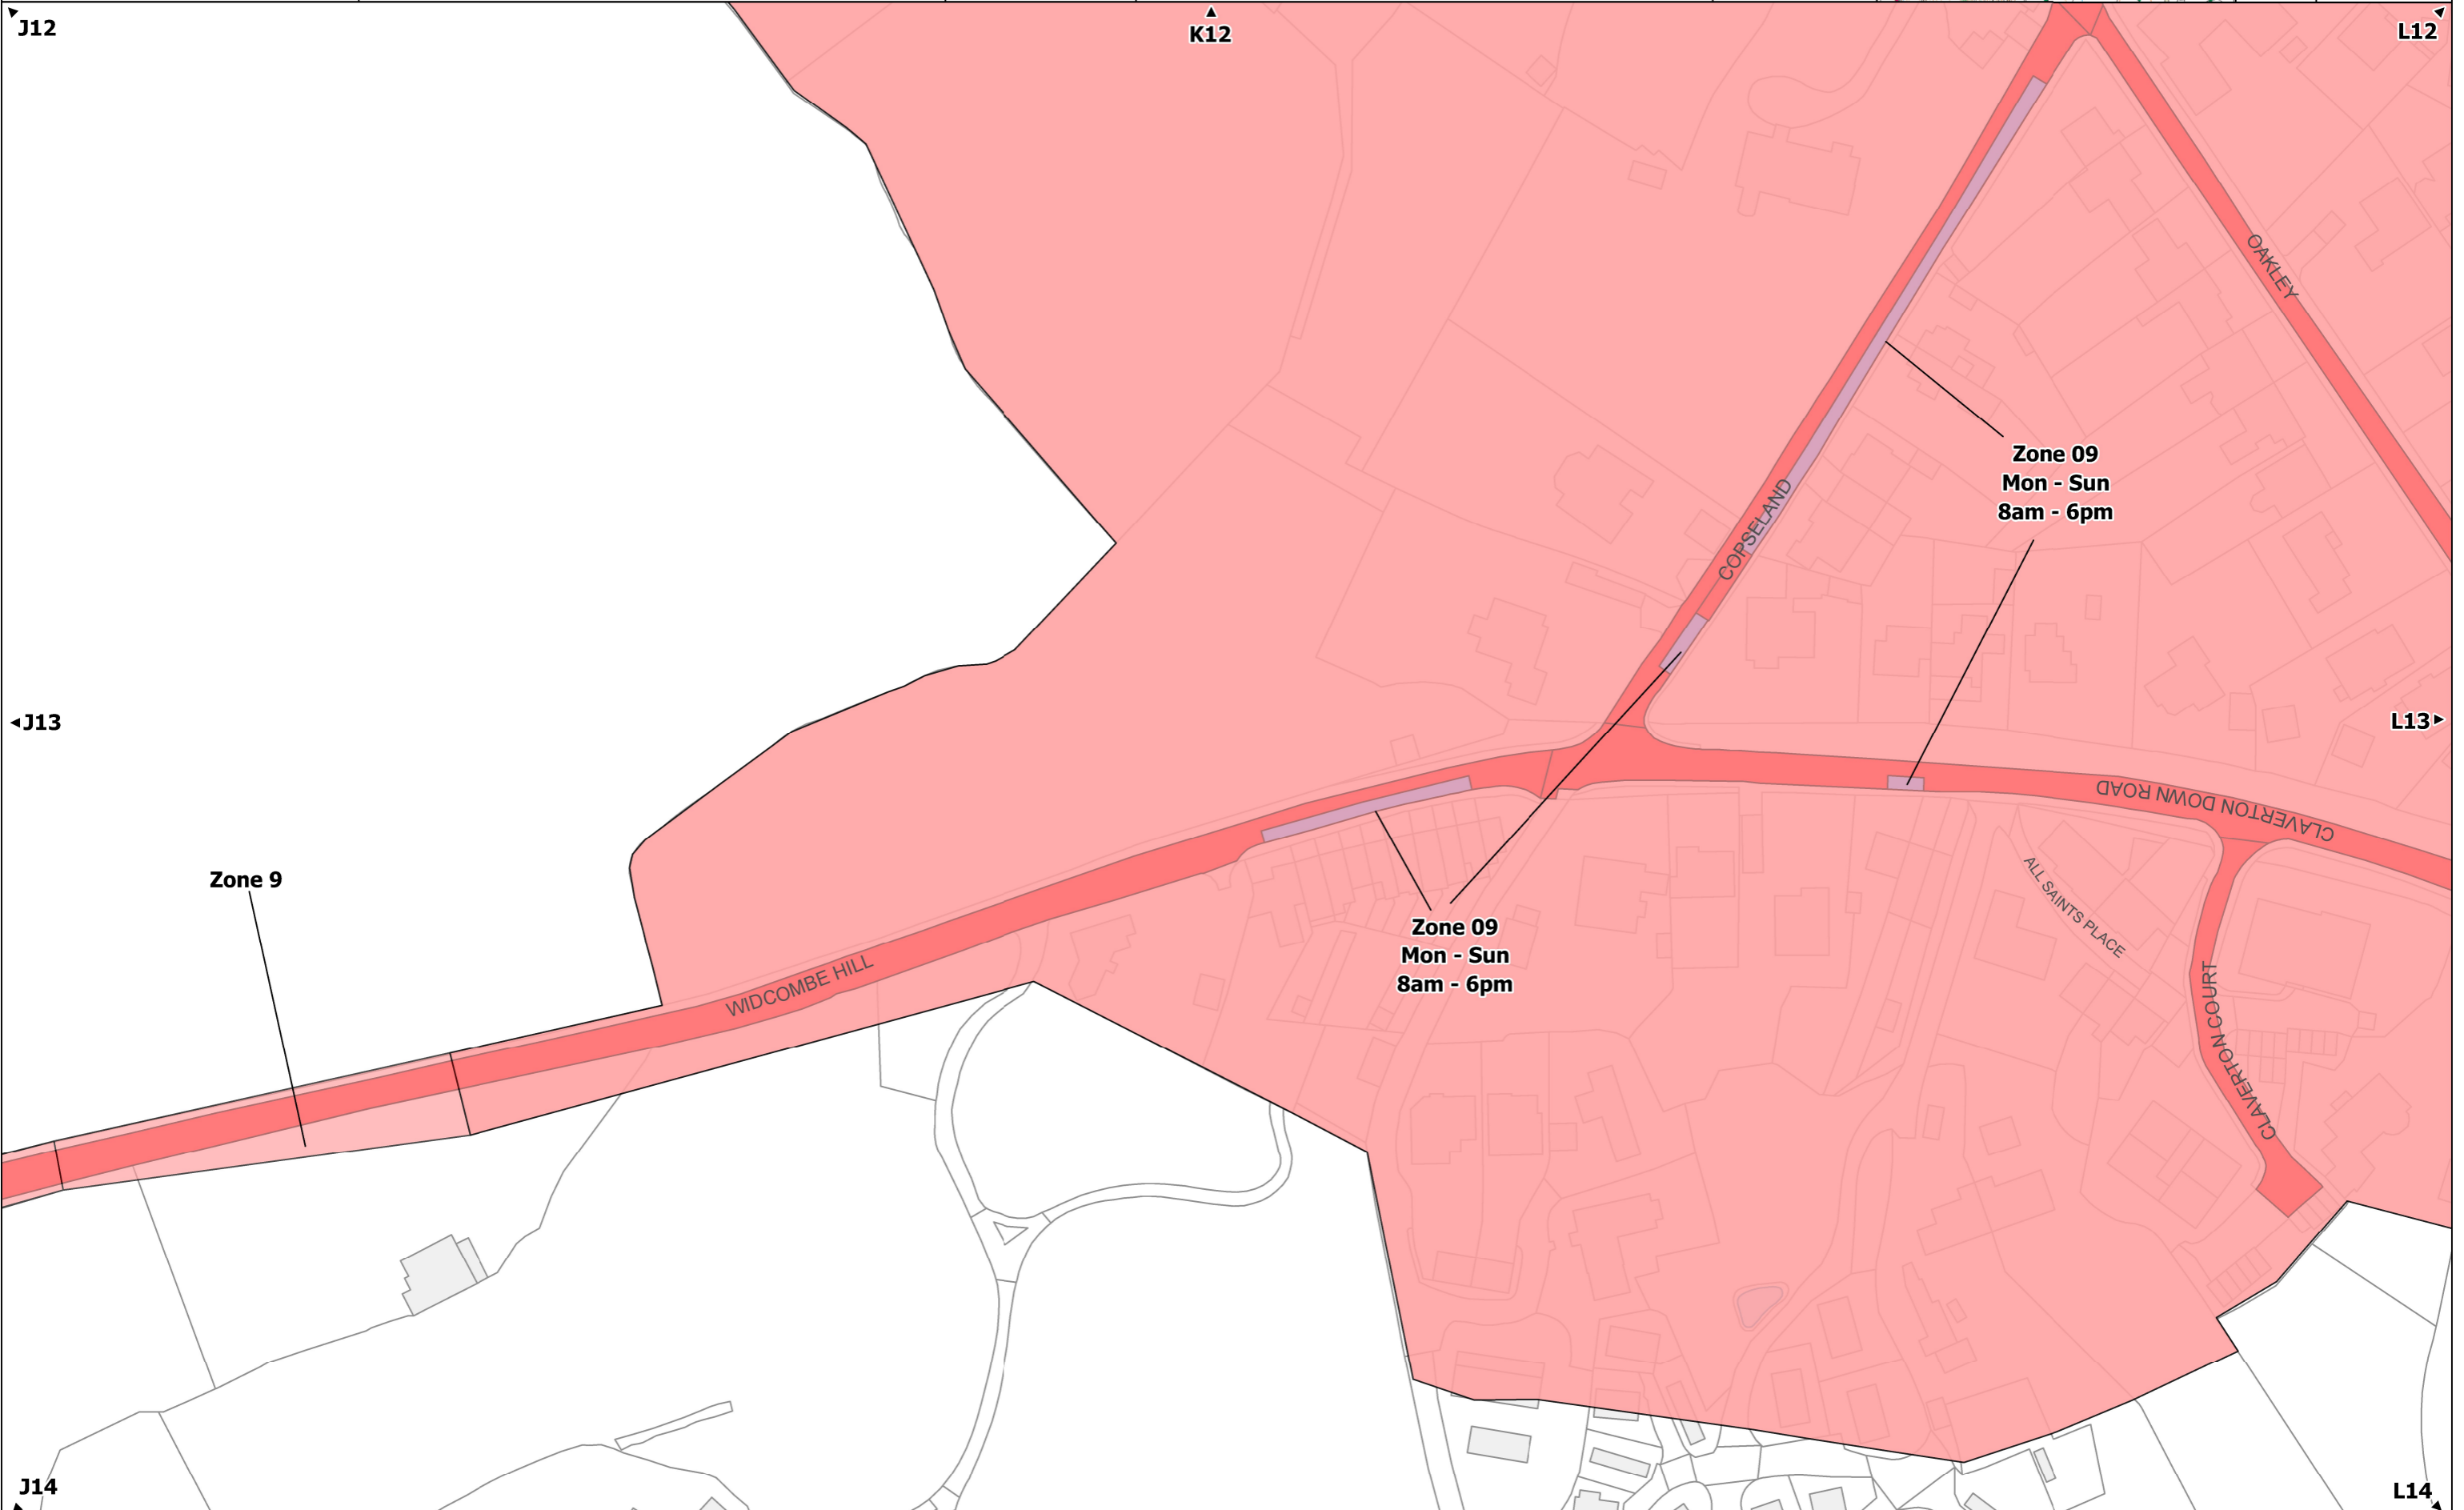 J12
K12
L12
OAKLEY
Zone 09
Mon - Sun
8am - 6pm
COPSELAND
J13
L13
CLAVERTON DOWN ROAD
Zone 9
ALL SAINTS PLACE
Zone 09
Mon - Sun
8am - 6pm
WIDCOMBE HILL
CLAVERTON COURT
J14
L14